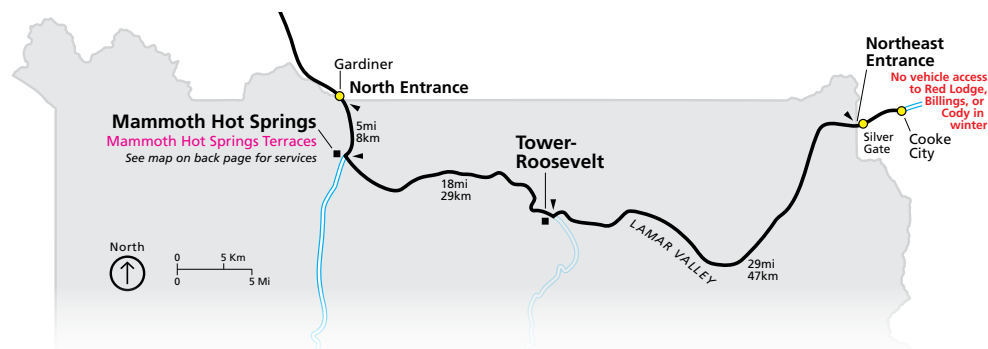 Gardiner
North Entrance
Mammoth Hot Springs
Mammoth Hot Springs Terraces
See map on back page for services
5mi
8km
18mi
29km
Tower-
Roosevelt
LAMAR VALLEY
29mi
47km
Northeast
Entrance
No vehicle access
to Red Lodge,
Billings, or
Cody in
winter
Silver
Gate
Cooke
City
North
0 5 Km
0 5 Mi